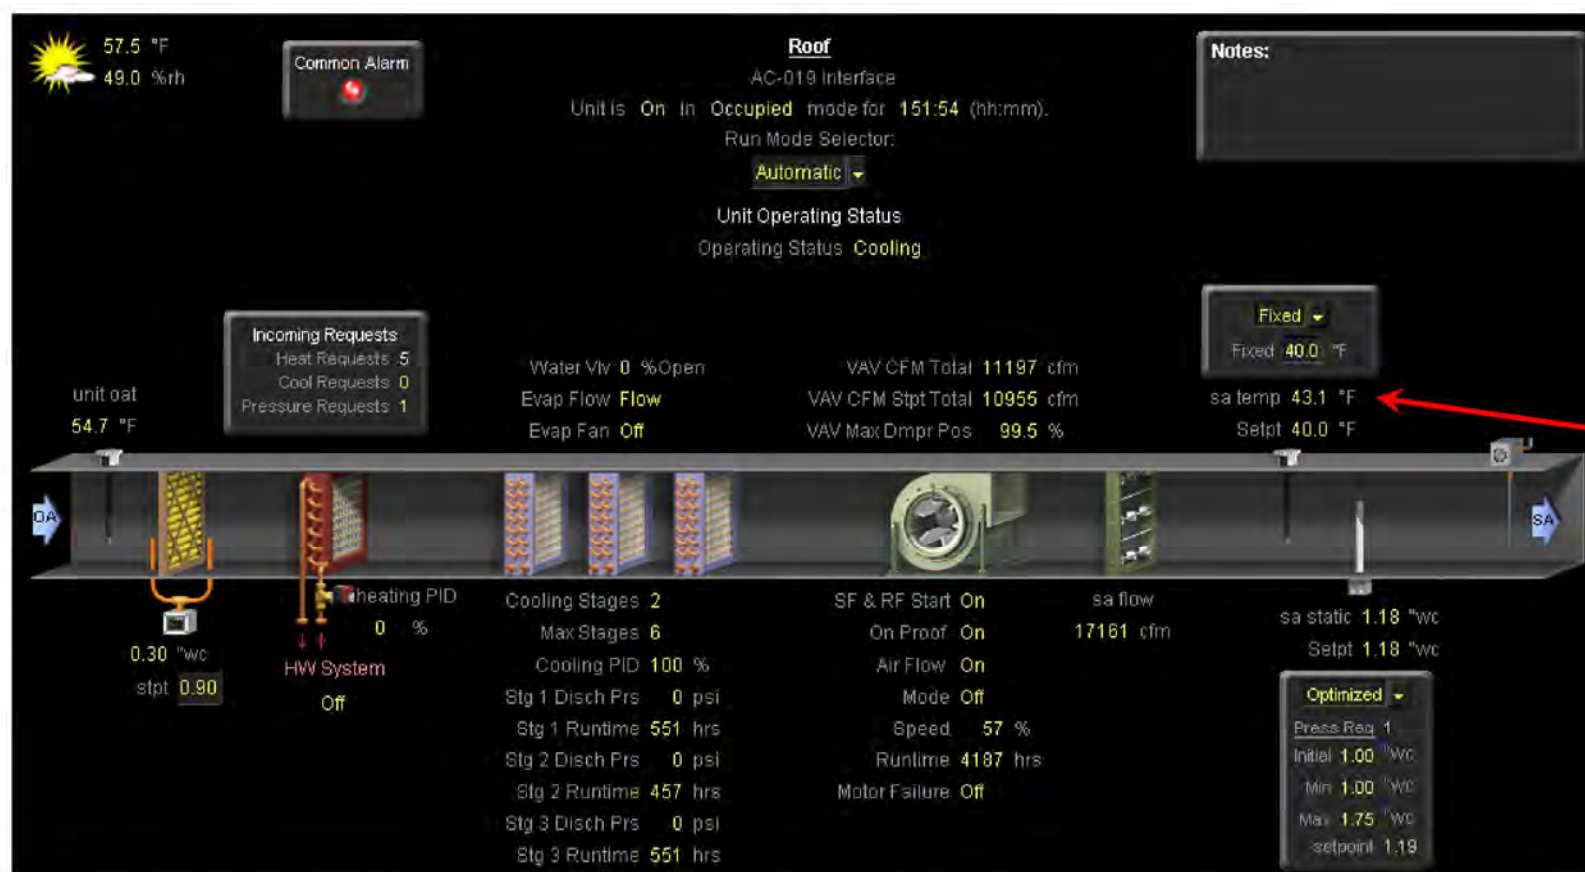 57.5 °F
49.0 %rh
Common Alarm
Roof
AC-019 Interface
Unit is On in Occupied mode for 151:54 (hh:mm).
Run Mode Selector:
Automatic
Unit Operating Status
Operating Status Cooling
Notes:
Incoming Requests
Heat Requests 5
Cool Requests 0
Pressure Requests 1
unit oat
54.7 °F
Water Vlv 0 %Open
Evap Flow Flow
Evap Fan Off
VAV CFM Total 11197 cfm
VAV CFM Stpt Total 10955 cfm
VAV Max Dmpr Pos 99.5 %
Fixed
Fixed 40.0 °F
sa temp 43.1 °F
Setpt 40.0 °F
OA
SA
0.30 "wc
stpt 0.90
heating PID
0 %
HW System
Off
Cooling Stages 2
Max Stages 6
Cooling PID 100 %
Stg 1 Disch Prs 0 psi
Stg 1 Runtime 551 hrs
Stg 2 Disch Prs 0 psi
Stg 2 Runtime 457 hrs
Stg 3 Disch Prs 0 psi
Stg 3 Runtime 551 hrs
SF & RF Start On
On Proof On
Air Flow On
Mode Off
Speed 57 %
Runtime 4187 hrs
Motor Failure Off
sa flow
17161 cfm
sa static 1.18 "wc
Setpt 1.18 "wc
Optimized
Press Req 1
Initial 1.00 "wc
Min 1.00 "wc
Max 1.75 "wc
setpoint 1.19